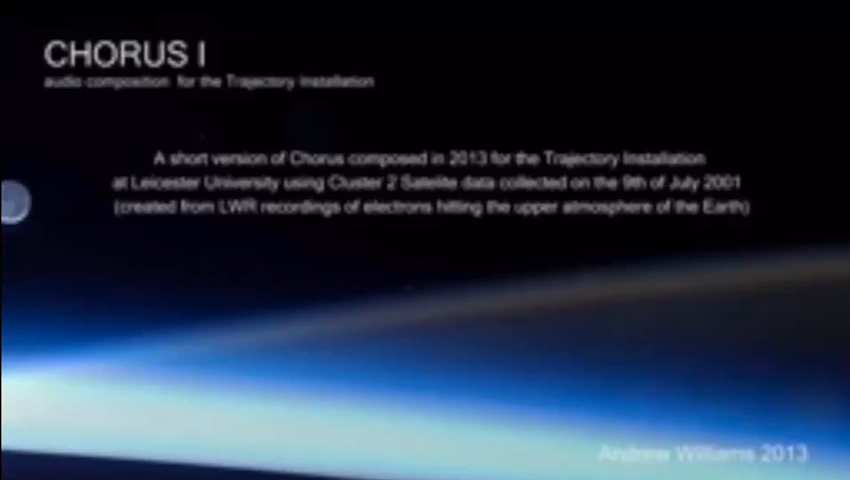 CHORUS I
audio composition for the Trajectory Installation
A short version of Chorus composed in 2013 for the Trajectory Installation
at Leicester University using Cluster 2 Satelite data collected on the 9th of July 2001
(created from LWR recordings of electrons hitting the upper atmosphere of the Earth)
Andrew Williams 2013